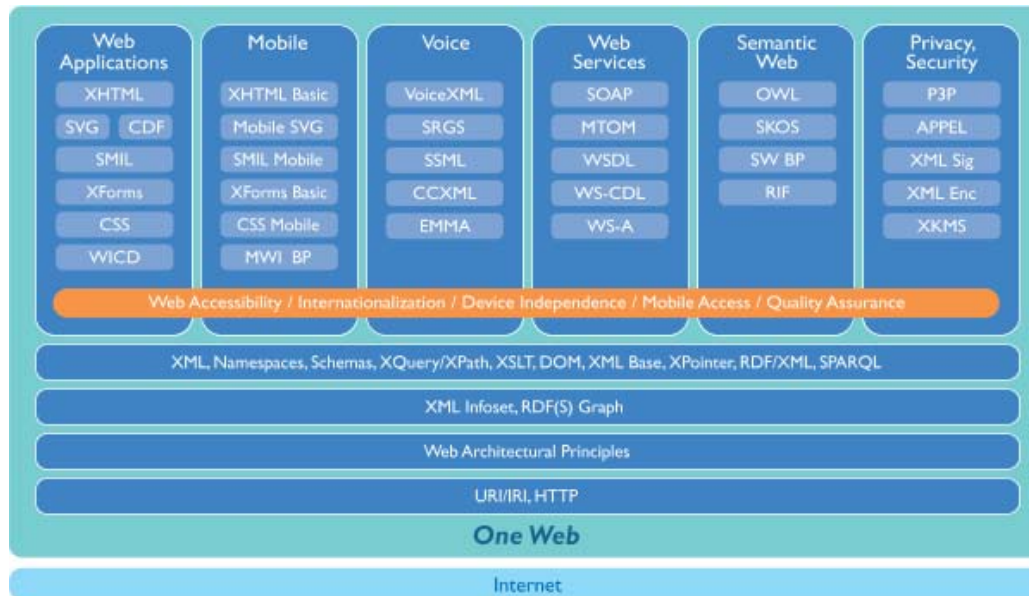 Web
Applications
XHTML
SVG CDF
SMIL
XForms
CSS
WICD
Mobile
XHTML Basic
Mobile SVG
SMIL Mobile
XForms Basic
CSS Mobile
MWI BP
Voice
VoiceXML
SRGS
SSML
CCXML
EMMA
Web
Services
SOAP
MTOM
WSDL
WS-CDL
WS-A
Semantic
Web
OWL
SKOS
SW BP
RIF
Privacy,
Security
P3P
APPEL
XML Sig
XML Enc
XKMS
Web Accessibility / Internationalization / Device Independence / Mobile Access / Quality Assurance
XML, Namespaces, Schemas, XQuery/XPath, XSLT, DOM, XML Base, XPointer, RDF/XML, SPARQL
XML Infoset, RDF(S) Graph
Web Architectural Principles
URI/IRI, HTTP
One Web
Internet